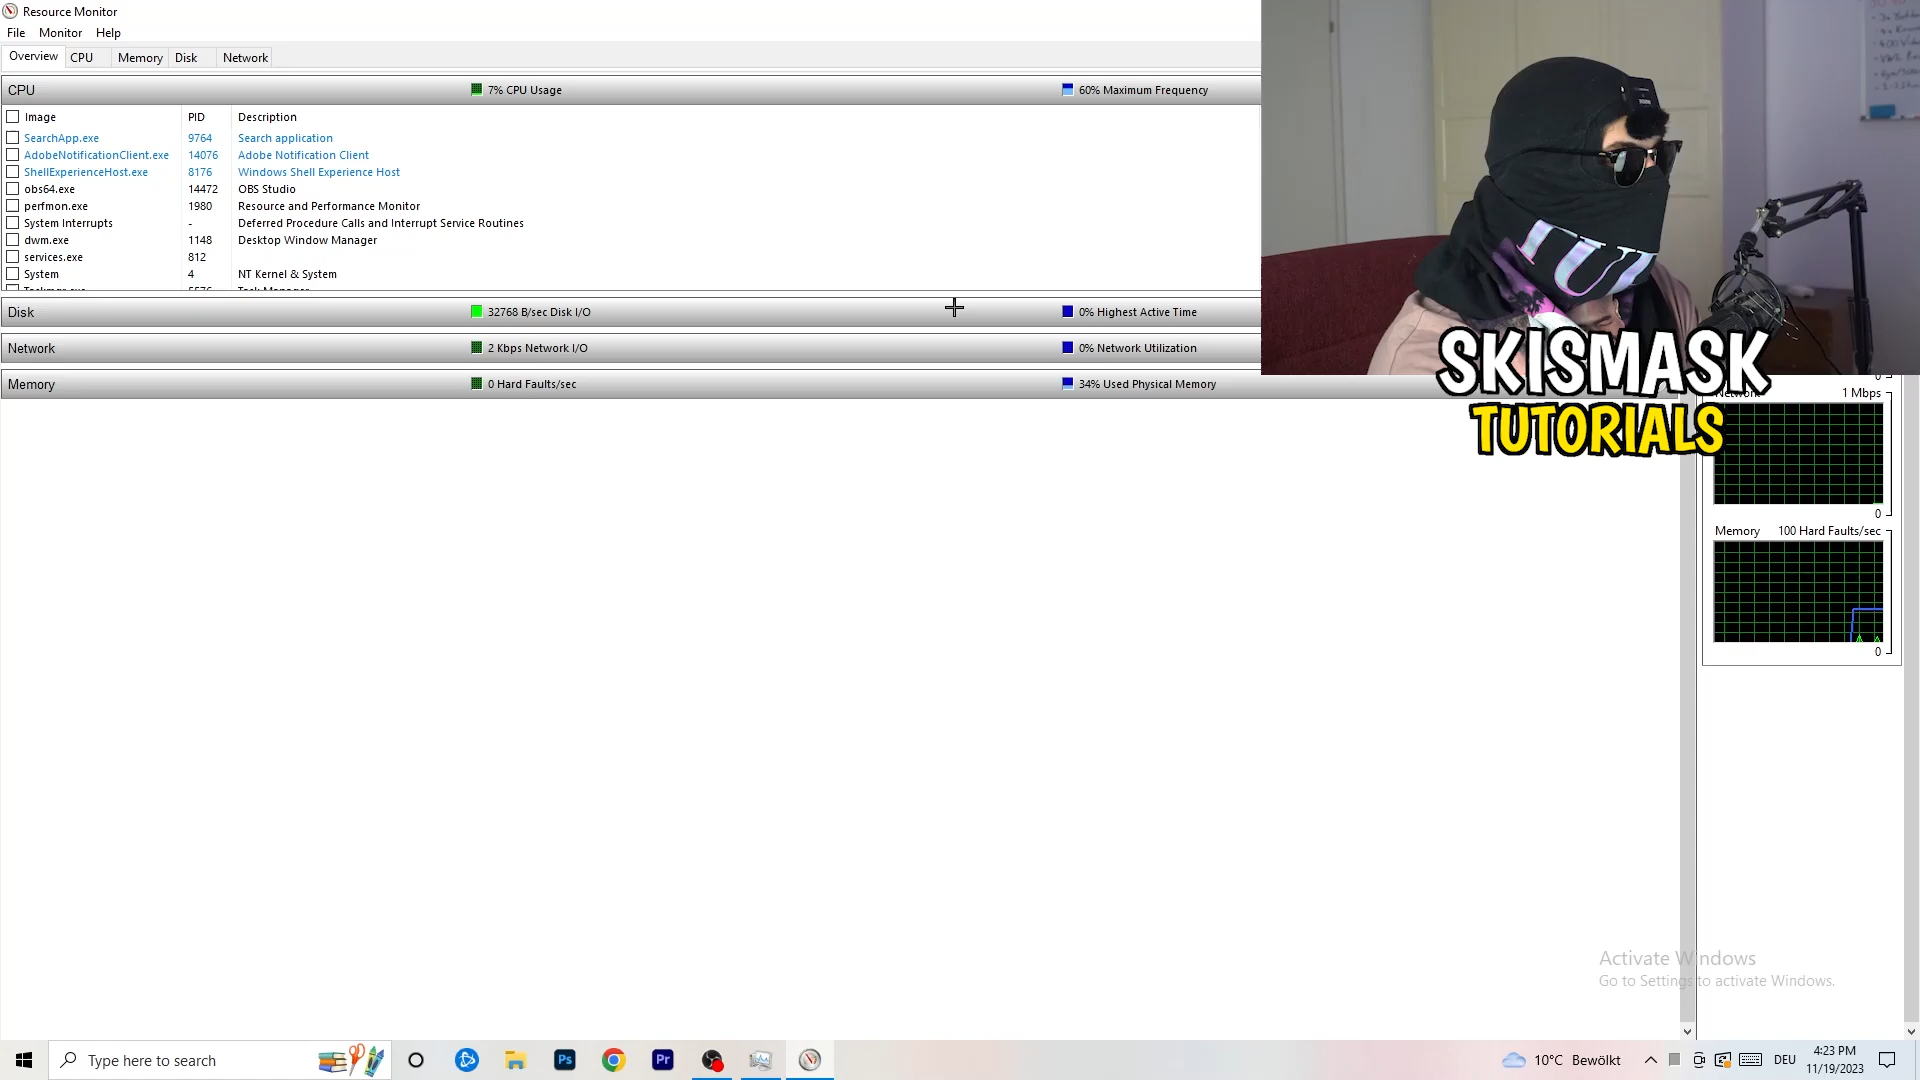 Resource Monitor
File Monitor Help
Overview CPU Memory Disk Network
CPU 7% CPU Usage 60% Maximum Frequency
Image PID Description
SearchApp.exe 9764 Search application
AdobeNotificationClient.exe 14076 Adobe Notification Client
ShellExperienceHost.exe 8176 Windows Shell Experience Host
obs64.exe 14472 OBS Studio
perfmon.exe 1980 Resource and Performance Monitor
System Interrupts - Deferred Procedure Calls and Interrupt Service Routines
dwm.exe 1148 Desktop Window Manager
services.exe 812
System 4 NT Kernel & System
Disk 32768 B/sec Disk I/O 0% Highest Active Time
Network 2 Kbps Network I/O 0% Network Utilization
Memory 0 Hard Faults/sec 34% Used Physical Memory
SKISMASK
TUTORIALS
Network 1 Mbps
0
Memory 100 Hard Faults/sec
0
Activate Windows
Go to Settings to activate Windows.
Type here to search
Ps
Pr
10°C Bewölkt
DEU
4:23 PM
11/19/2023